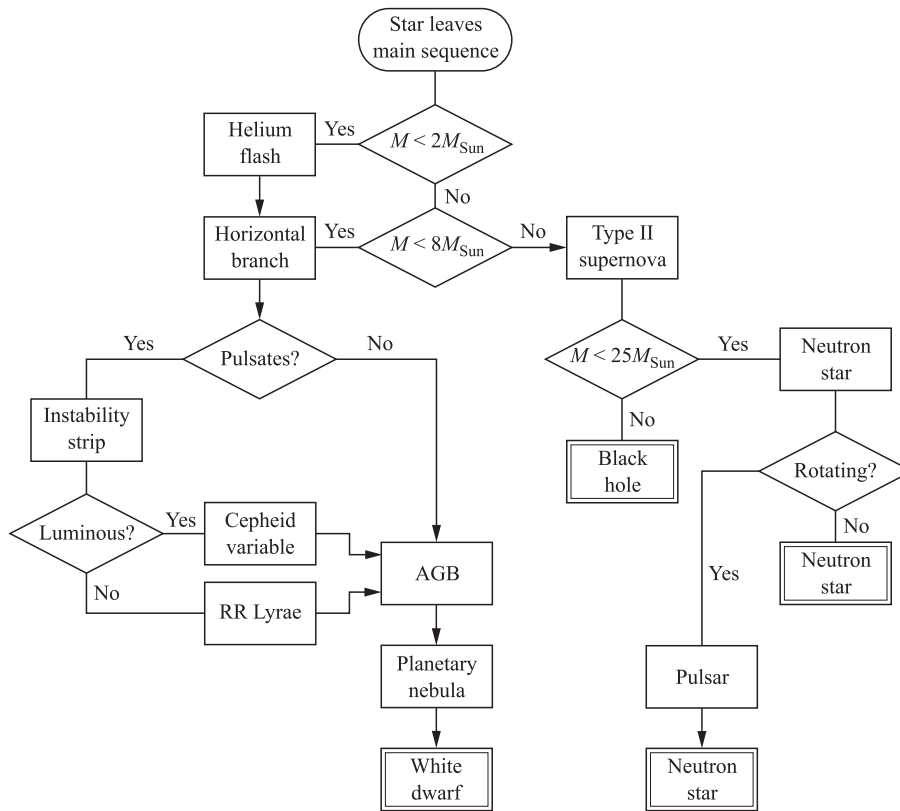 Star leaves
main sequence
Helium
flash
Yes
M < 2M_Sun
No
Horizontal
branch
Yes
M < 8M_Sun
No
Type II
supernova
Yes
Pulsates?
No
M < 25M_Sun
Yes
Neutron
star
Instability
strip
No
Black
hole
Rotating?
Luminous?
Yes
Cepheid
variable
No
Neutron
star
AGB
Yes
No
RR Lyrae
Planetary
nebula
Pulsar
White
dwarf
Neutron
star